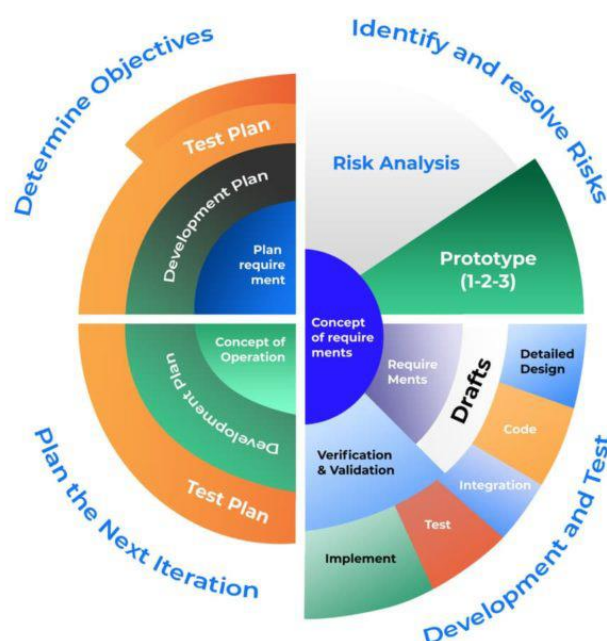 Determine Objectives
Identify and resolve Risks
Test Plan
Development Plan
Plan
require
ment
Risk Analysis
Prototype
(1-2-3)
Concept
of require
ments
Concept of
Operation
Development Plan
Test Plan
Require
Ments
Drafts
Detailed
Design
Code
Integration
Verification
& Validation
Test
Implement
Plan the Next Iteration
Development and Test